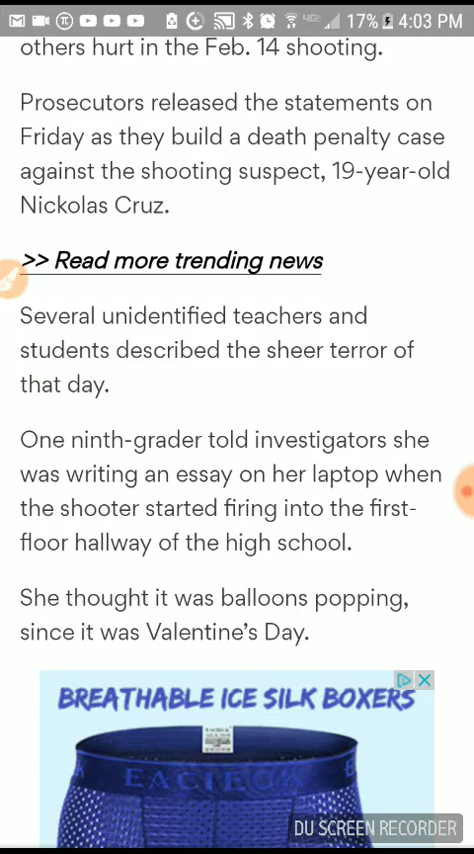 17% 4:03 PM
others hurt in the Feb. 14 shooting.
Prosecutors released the statements on
Friday as they build a death penalty case
against the shooting suspect, 19-year-old
Nickolas Cruz.
>> Read more trending news
Several unidentified teachers and
students described the sheer terror of
that day.
One ninth-grader told investigators she
was writing an essay on her laptop when
the shooter started firing into the first-
floor hallway of the high school.
She thought it was balloons popping,
since it was Valentine's Day.
BREATHABLE ICE SILK BOXERS
DU SCREEN RECORDER